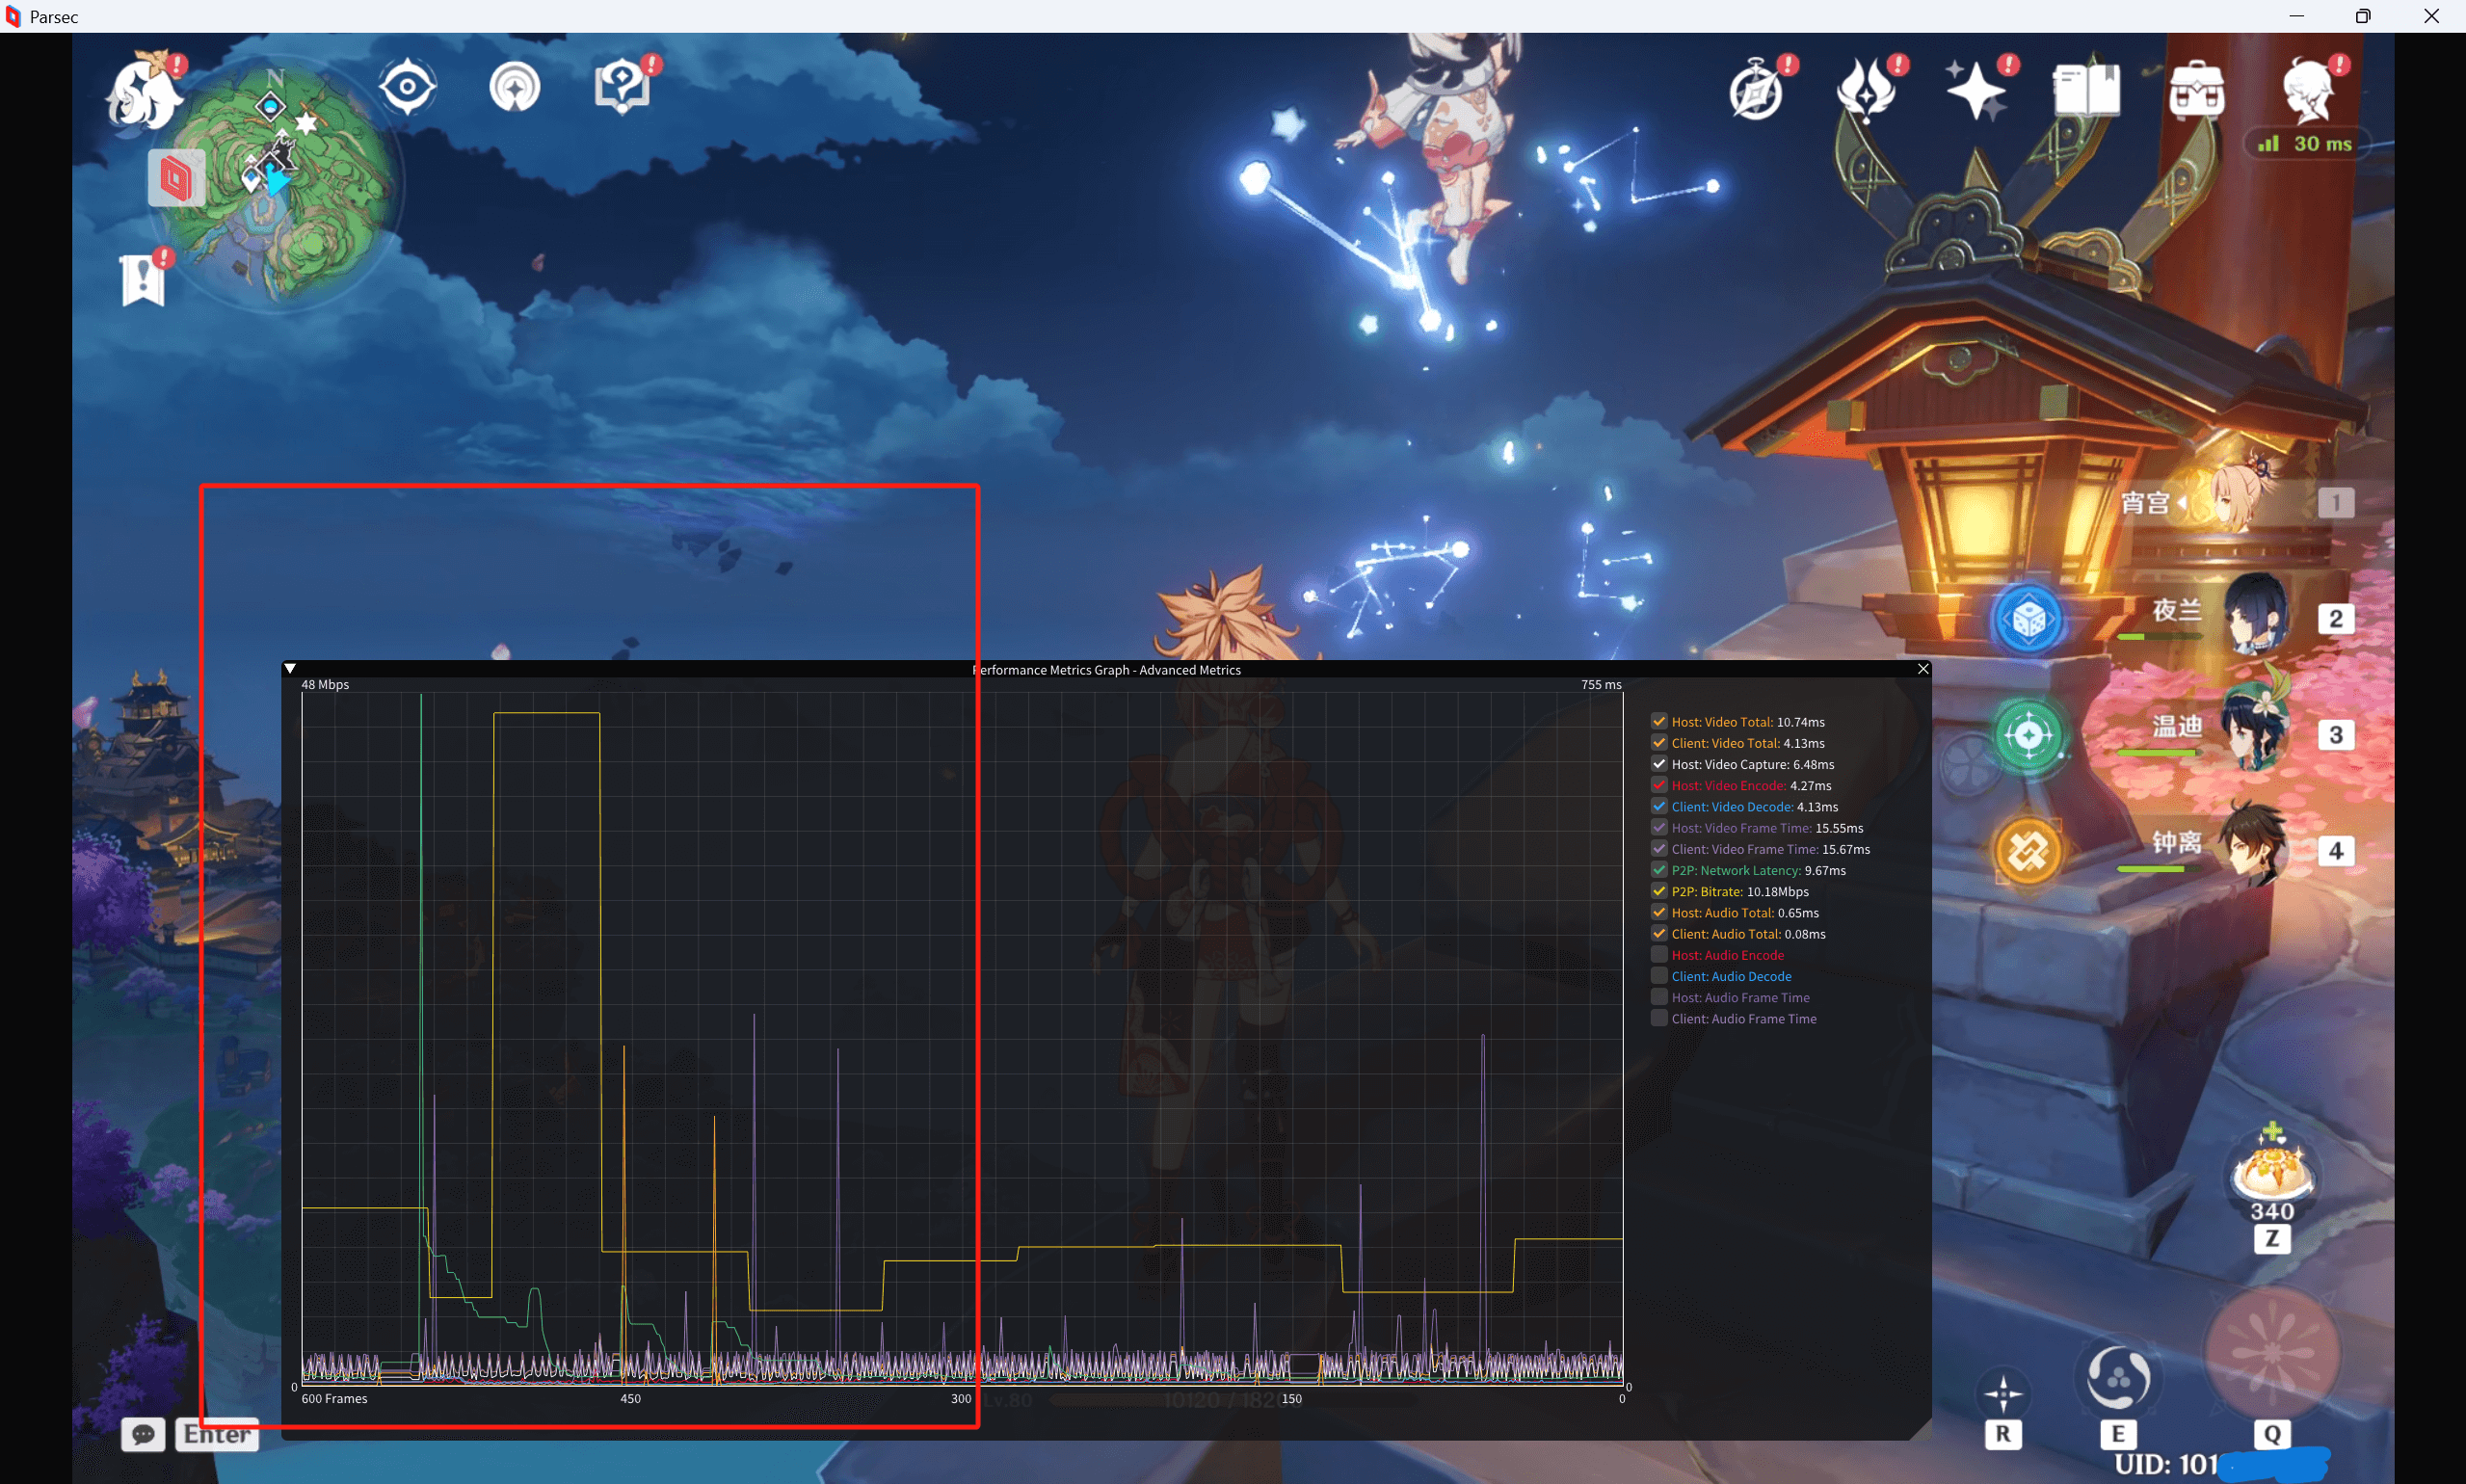 Parsec
N
30 ms
宵宫
1
夜兰
2
温迪
3
钟离
4
Performance Metrics Graph - Advanced Metrics
48 Mbps
755 ms
Host: Video Total: 10.74ms
Client: Video Total: 4.13ms
Host: Video Capture: 6.48ms
Host: Video Encode: 4.27ms
Client: Video Decode: 4.13ms
Host: Video Frame Time: 15.55ms
Client: Video Frame Time: 15.67ms
P2P: Network Latency: 9.67ms
P2P: Bitrate: 10.18Mbps
Host: Audio Total: 0.65ms
Client: Audio Total: 0.08ms
Host: Audio Encode
Client: Audio Decode
Host: Audio Frame Time
Client: Audio Frame Time
340
Z
0
0
600 Frames
450
300
150
0
Lv.80
Enter
R
E
Q
UID: 101